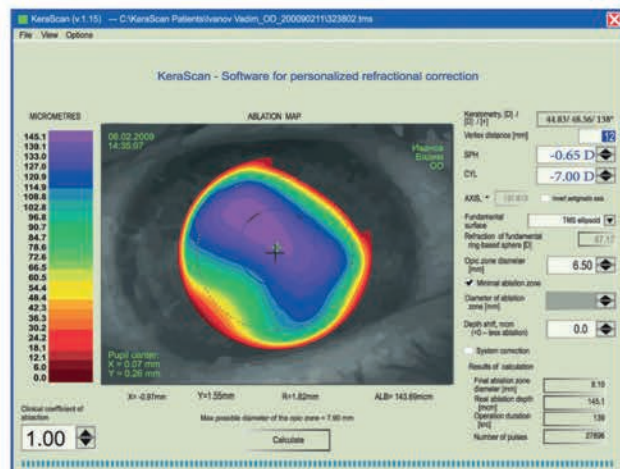 KeraScan (v.1.15) --- C:\KeraScan Patients\Ivanov Vadim_OD_200090211\323802.tms
File View Options
KeraScan - Software for personalized refractional correction
MICROMETRES
ABLATION MAP
145.1
139.1
133.0
127.0
120.9
114.9
108.8
102.8
96.8
90.7
84.7
78.6
72.6
66.5
60.5
54.4
48.4
42.3
36.3
30.2
24.2
18.1
12.1
6.0
0.0
14:35:07
Иванов
Вадим
OD
Pupil center:
X = 0.07 mm
Y = 0.26 mm
X= -0.97mm Y=1.55mm R=1.82mm ALB= 143.69mcm
Max possible diameter of the opic zone = 7.60 mm
Clinical coefficient of
1.00
Calculate
Keratometry, [D] -/
[D] -/ [+]
44.83/ 48.56/ 138°
Vertex distance [mm]
12
SPH
-0.65 D
CYL
-7.00 D
AXIS, °
Invert astigmatic axis
Fundamental
surface
TMS ellipsoid
Refraction of fundamental
ring-based sphere [D]
Opic zone diameter
[mm]
6.50
Minimal ablation zone
Diameter of ablation
zone [mm]
Depth shift, mcm
(<0 – less ablation)
0.0
System correction
Results of calculation
Final ablation zone
diameter [mm]
8.10
Real ablation depth
[mcm]
145.1
Operation duration
[sec]
139
Number of pulses
27896